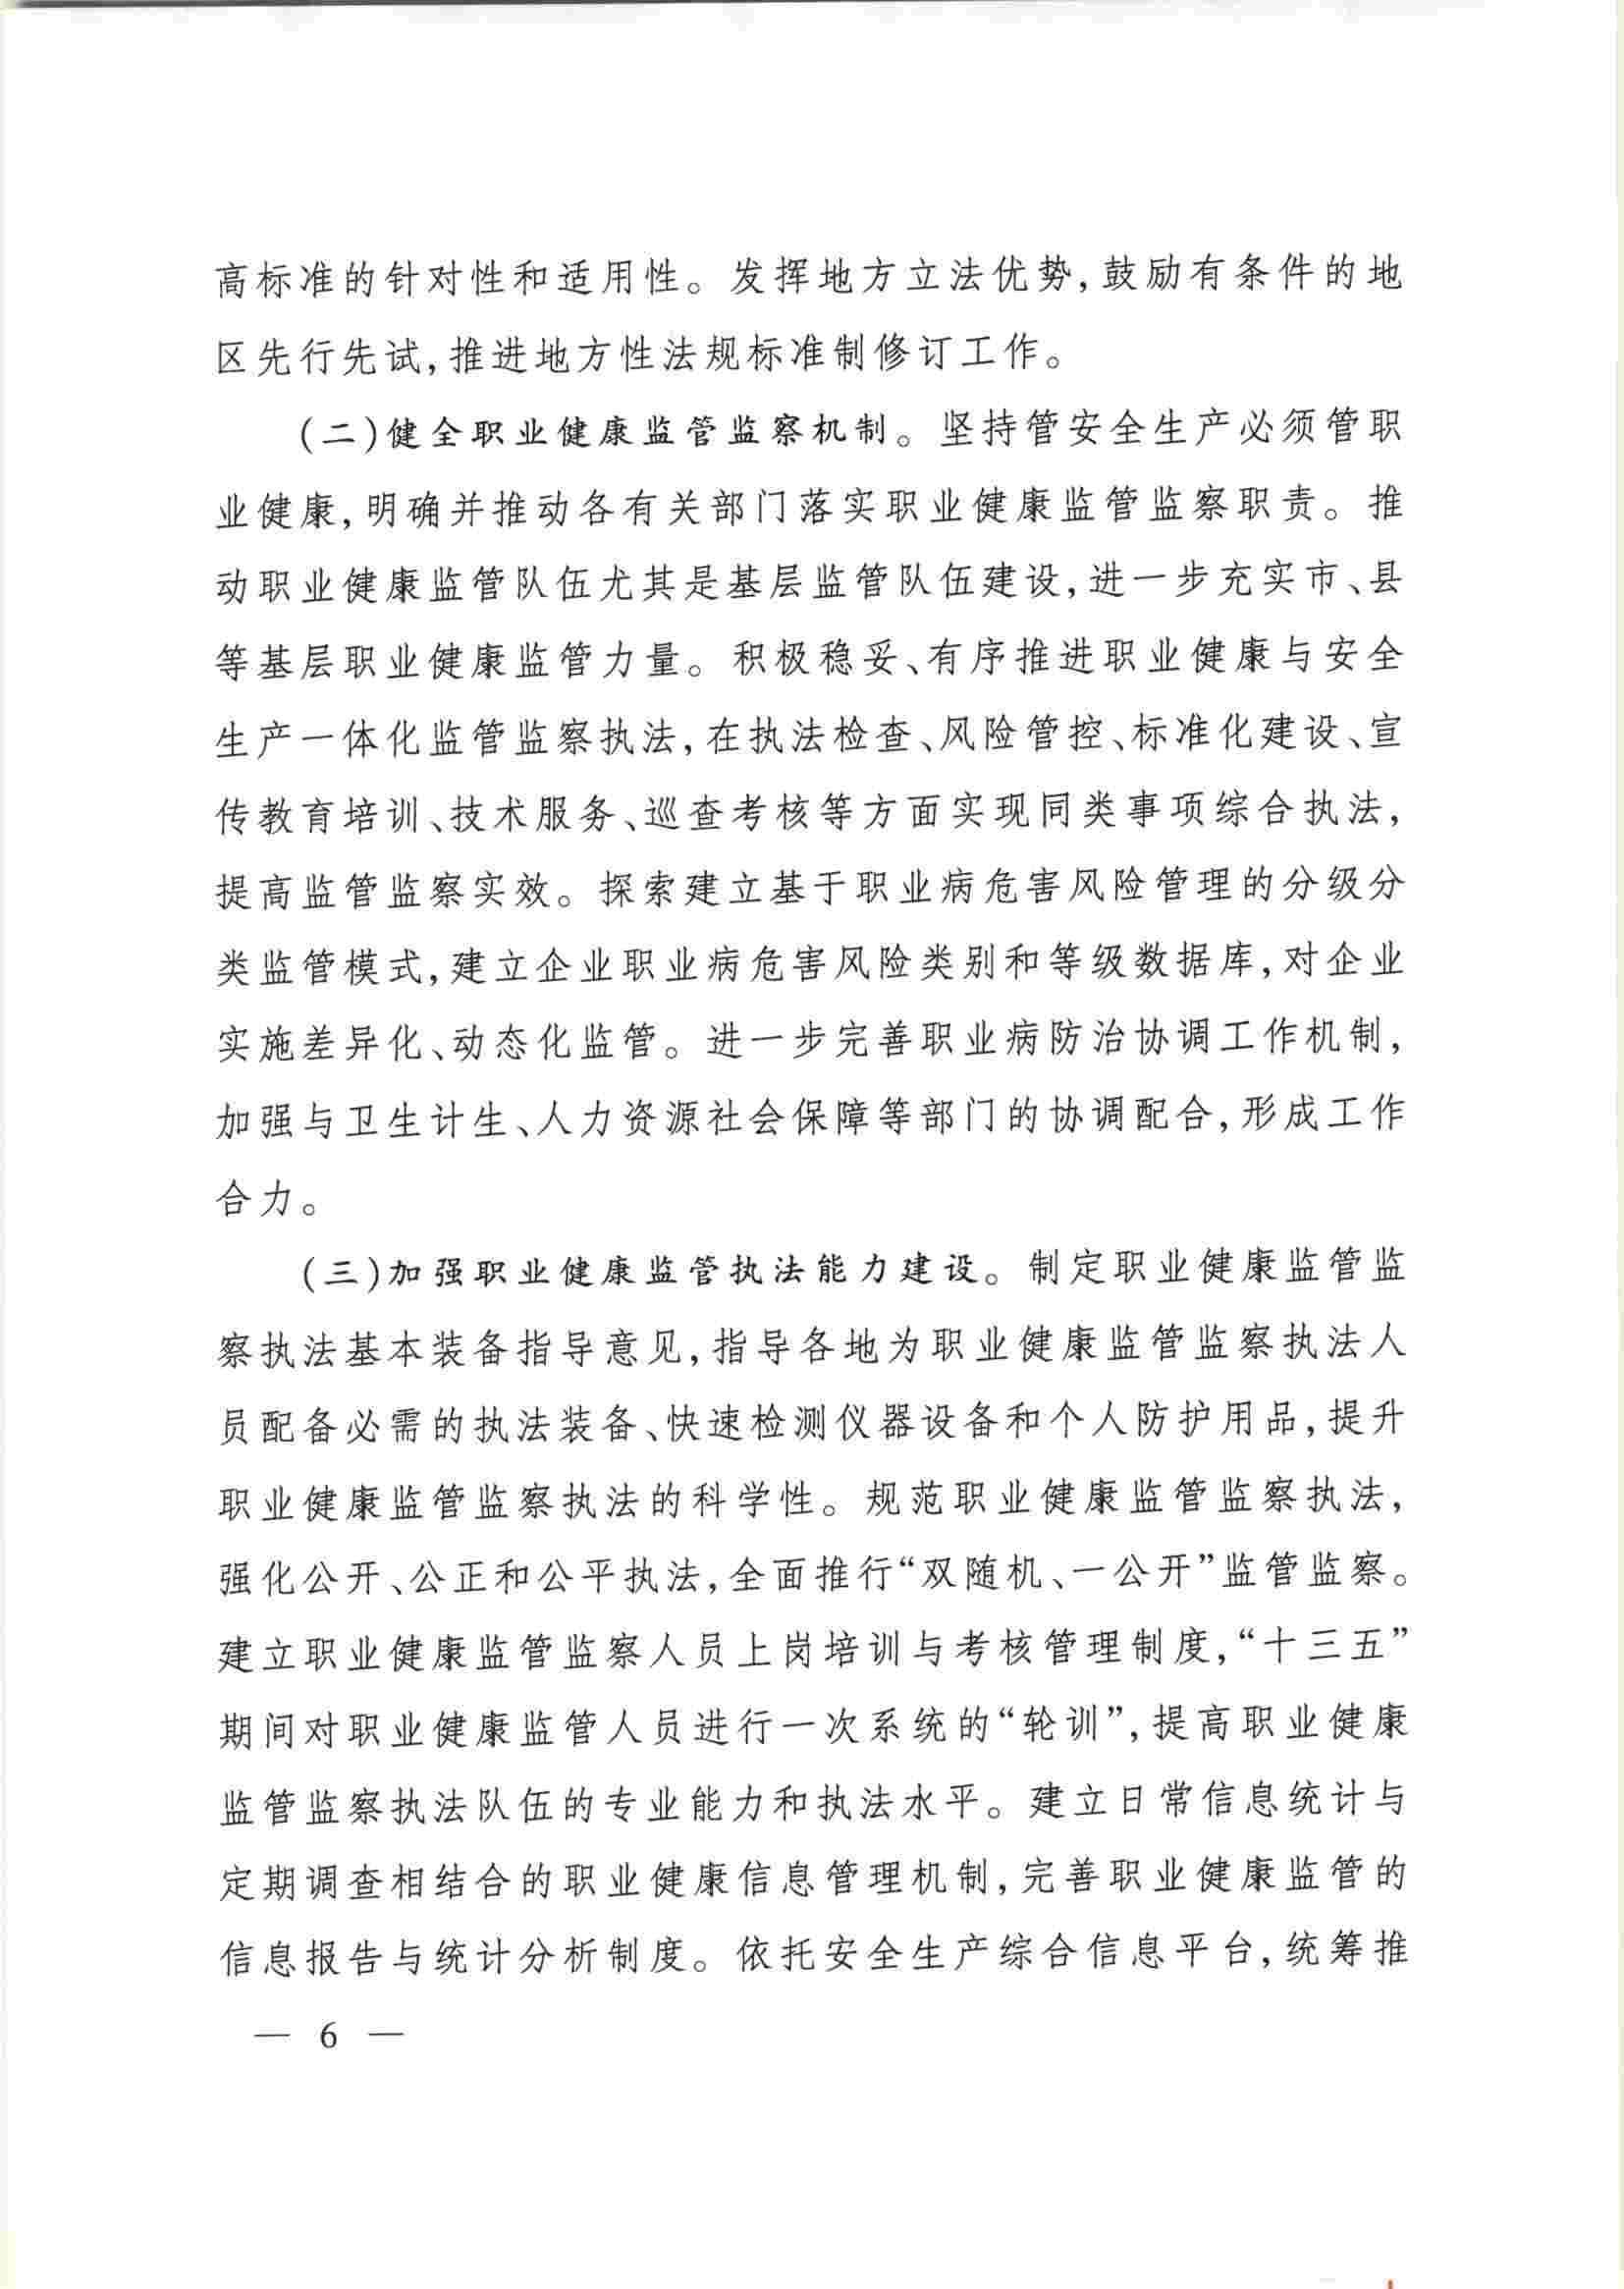 高标准的针对性和适用性。发挥地方立法优势,鼓励有条件的地
区先行先试,推进地方性法规标准制修订工作。
(二)健全职业健康监管监察机制。坚持管安全生产必须管职
业健康,明确并推动各有关部门落实职业健康监管监察职责。推
动职业健康监管队伍尤其是基层监管队伍建设,进一步充实市、县
等基层职业健康监管力量。积极稳妥、有序推进职业健康与安全
生产一体化监管监察执法,在执法检查、风险管控、标准化建设、宣
传教育培训、技术服务、巡查考核等方面实现同类事项综合执法,
提高监管监察实效。探索建立基于职业病危害风险管理的分级分
类监管模式,建立企业职业病危害风险类别和等级数据库,对企业
实施差异化、动态化监管。进一步完善职业病防治协调工作机制,
加强与卫生计生、人力资源社会保障等部门的协调配合,形成工作
合力。
(三)加强职业健康监管执法能力建设。制定职业健康监管监
察执法基本装备指导意见,指导各地为职业健康监管监察执法人
员配备必需的执法装备、快速检测仪器设备和个人防护用品,提升
职业健康监管监察执法的科学性。规范职业健康监管监察执法,
强化公开、公正和公平执法,全面推行“双随机、一公开”监管监察。
建立职业健康监管监察人员上岗培训与考核管理制度,“十三五”
期间对职业健康监管人员进行一次系统的“轮训”,提高职业健康
监管监察执法队伍的专业能力和执法水平。建立日常信息统计与
定期调查相结合的职业健康信息管理机制,完善职业健康监管的
信息报告与统计分析制度。依托安全生产综合信息平台,统筹推
— 6 —